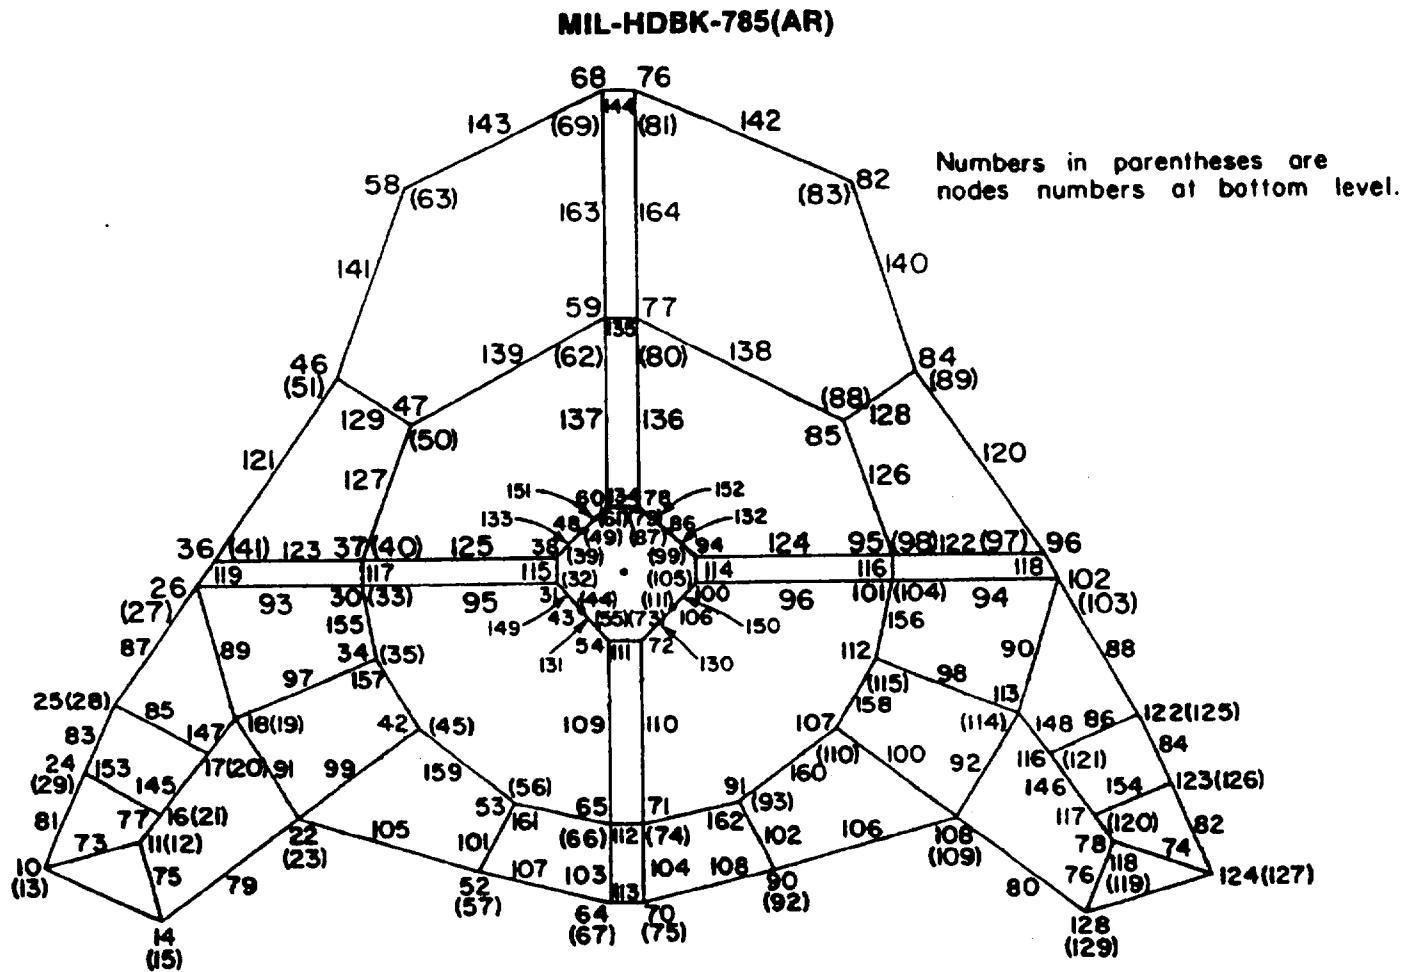 MIL-HDBK-785(AR)
68 76
144
143 (69) (81) 142
Numbers in parentheses are
58 (63) (83) 82 nodes numbers at bottom level.
163 164
141 140
59 77
135
139 (62) (80) 138
46 (51) 84 (89)
129 47 (50) (88) 128 85
137 136
121 127 126 120
151 60 134 78 152
133 48 (61) (79) 86 132
(49) (87)
36 (41) 123 37 (40) 125 38 94 124 95 (98) 122 (97) 96
(39) (99)
119 117 115 (32) (105) 114 116 118
26 (27) 93 30 (33) 95 31 (44) (111) 100 96 101 (104) 94 102 (103)
155 149 43 (55) (73) 106 150 156
87 89 34 (35) 131 54 111 72 130 112 (115) 90 88
97 157 98
25(28) 85 147 18(19) 42 (45) 109 110 107 (110) 158 113 (114) 148 86 122(125)
83 17(20) 91 99 159 160 100 92 116 (121) 84
24 (29) 153 145 146 154 123(126)
(56) 91 (93)
81 77 16(21) 53 161 65 71 162 117 (120) 82
73 11(12) 22 (23) 105 101 (66) 112 (74) 102 106 108 (109) 78 74
10 (13) 75 79 107 103 104 108 80 76 118 (119) 124(127)
52 (57) 113 90 (92)
64 (67) 70 (75)
14 (15) 128 (129)